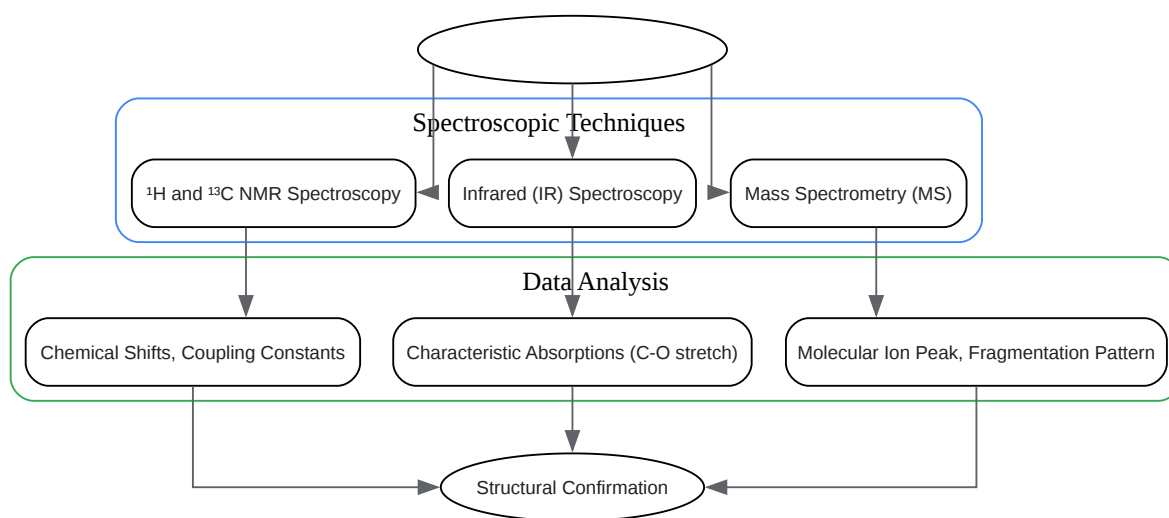 Spectroscopic Techniques
¹H and ¹³C NMR Spectroscopy
Infrared (IR) Spectroscopy
Mass Spectrometry (MS)
Data Analysis
Chemical Shifts, Coupling Constants
Characteristic Absorptions (C-O stretch)
Molecular Ion Peak, Fragmentation Pattern
Structural Confirmation